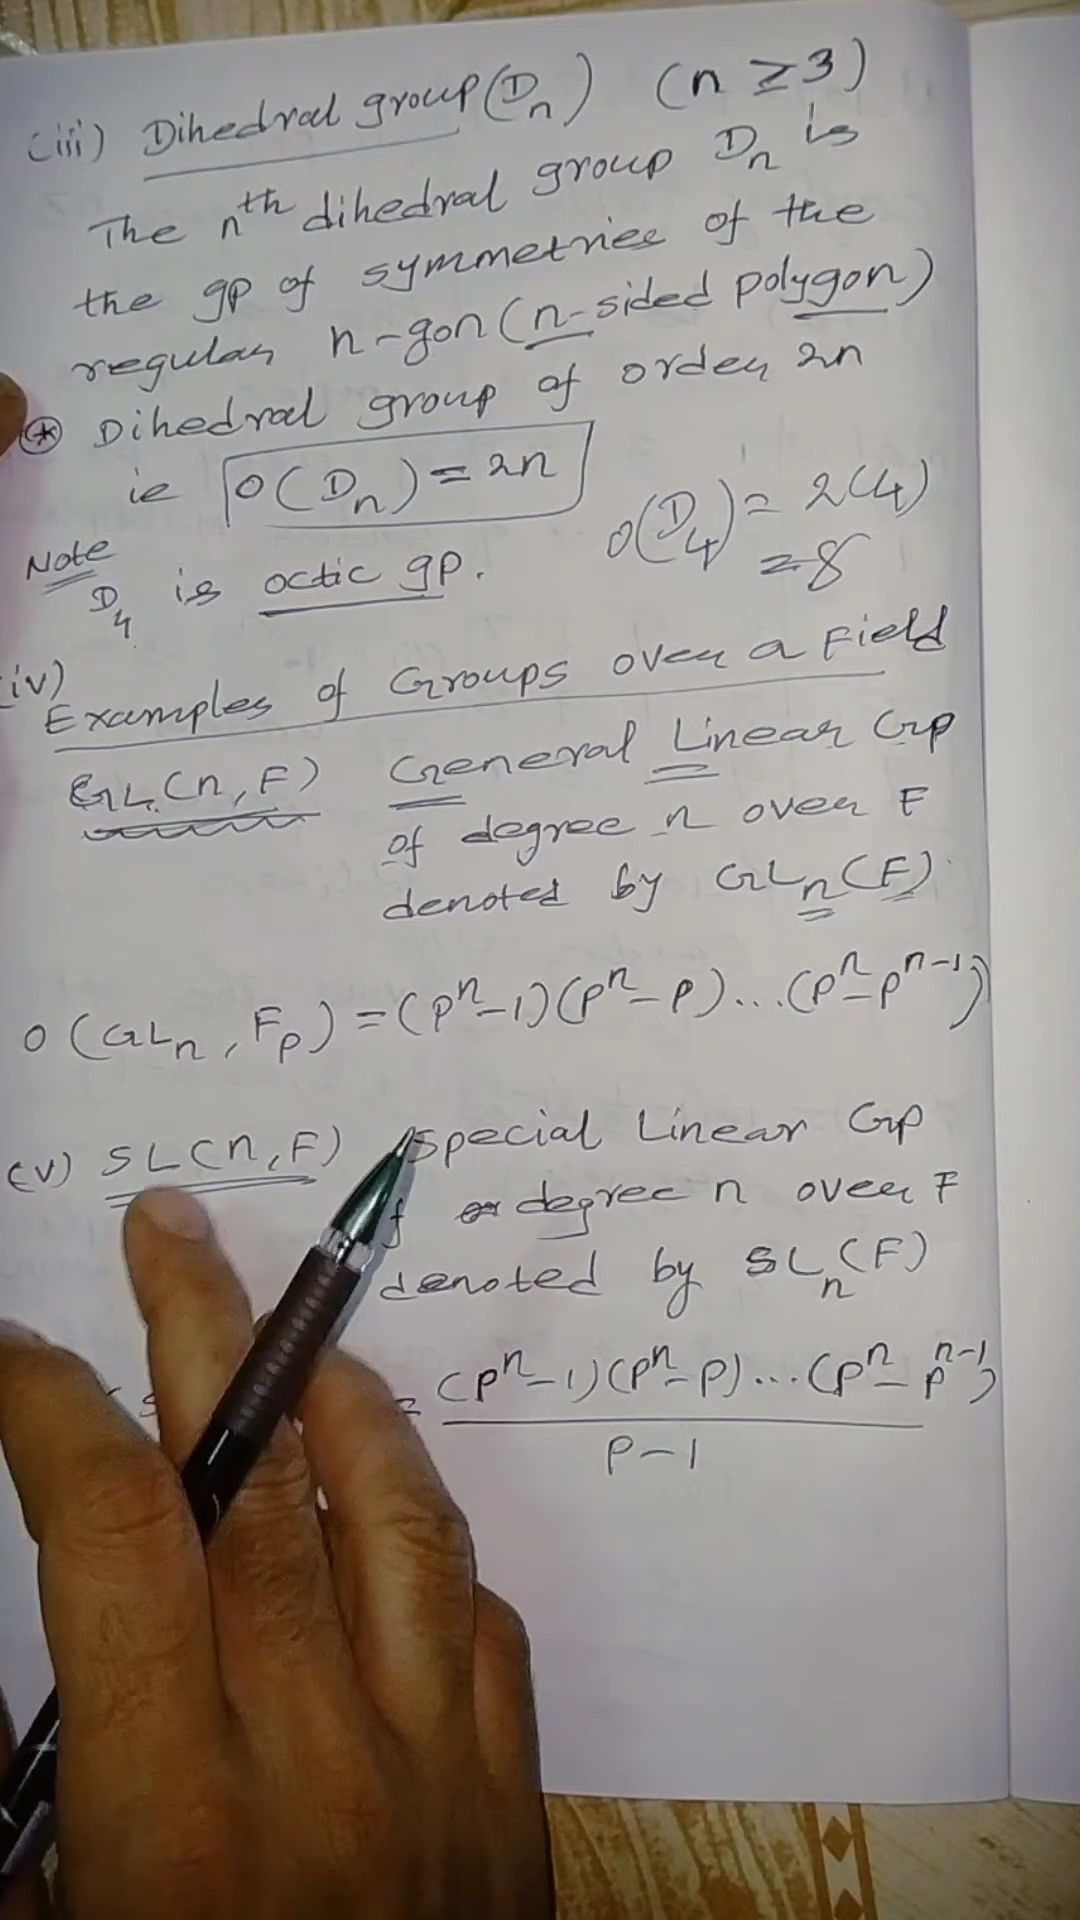 (iii) Dihedral group (Dn) (n ≥ 3)
The nth dihedral group Dn is
the gp of symmetries of the
regular n-gon (n-sided polygon)
* Dihedral group of order 2n
ie O(Dn) = 2n
O(D4) = 2(4)
= 8
Note
D4 is octic gp.
iv)
Examples of Groups over a Field
GL(n, F) General Linear Gp
of degree n over F
denoted by GLn(F)
O(GLn, Fp) = (p^n-1)(p^n-p)...(p^n-p^n-1)
(v) SL(n, F) Special Linear Gp
f degree n over F
denoted by SLn(F)
= (p^n-1)(p^n-p)...(p^n-p^n-1)
p-1